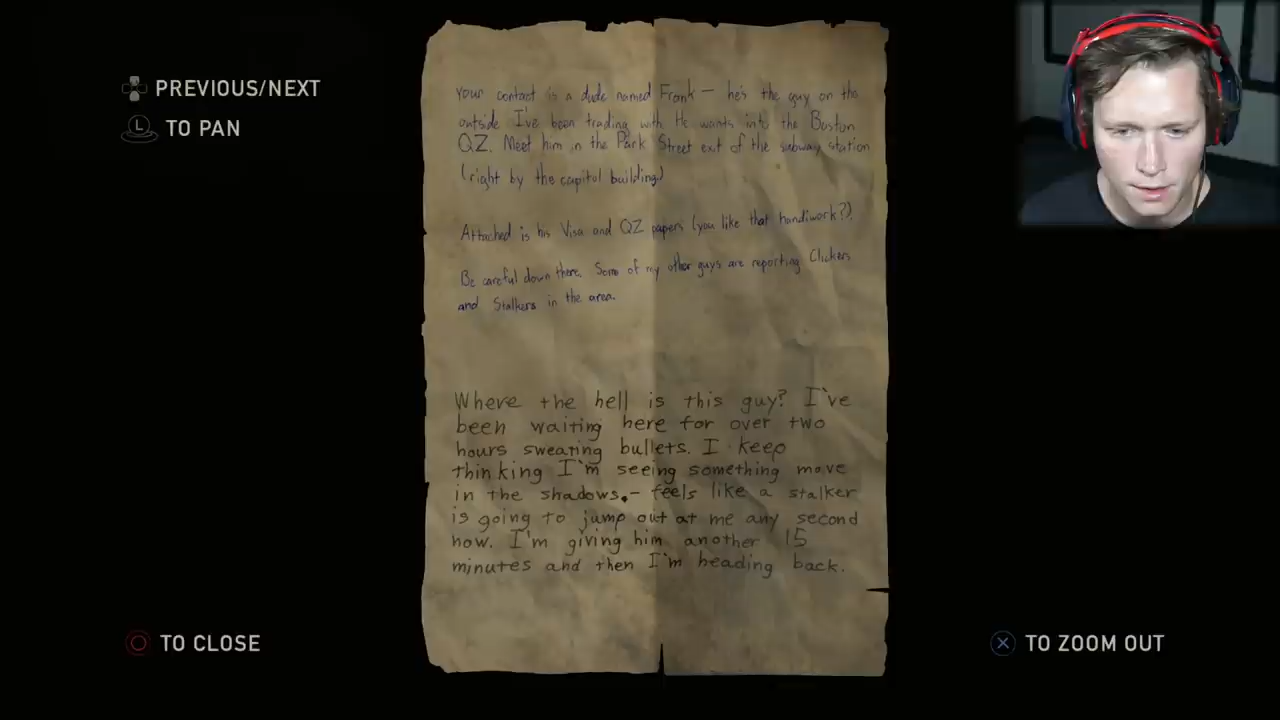 PREVIOUS/NEXT
L TO PAN
Your contact is a dude named Frank — he's the guy on the
outside I've been trading with. He wants into the Boston
QZ. Meet him in the Park Street exit of the subway station
(right by the capitol building)
Attached is his Visa and QZ papers (you like that handiwork?).
Be careful down there. Some of my other guys are reporting Clickers
and Stalkers in the area.
Where the hell is this guy? I've
been waiting here for over two
hours sweating bullets. I keep
thinking I'm seeing something move
in the shadows.- feels like a stalker
is going to jump out at me any second
now. I'm giving him another 15
minutes and then I'm heading back.
TO CLOSE
TO ZOOM OUT